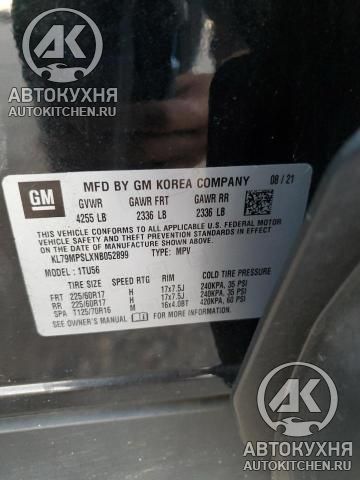 АВТОКУХНЯ
AUTOKITCHEN.RU
GM
MFD BY GM KOREA COMPANY 08/21
GVWR GAWR FRT GAWR RR
4255 LB 2336 LB 2336 LB
THIS VEHICLE CONFORMS TO ALL APPLICABLE U.S. FEDERAL MOTOR
VEHICLE SAFETY, BUMPER, AND THEFT PREVENTION STANDARDS IN
EFFECT ON THE DATE OF MANUFACTURE SHOWN ABOVE.
KL79MPSLXNB052899 TYPE: MPV
MODEL: 1TU56
TIRE SIZE SPEED RTG RIM COLD TIRE PRESSURE
FRT 225/60R17 H 17x7.5J 240KPA, 35 PSI
RR 225/60R17 H 17x7.5J 240KPA, 35 PSI
SPA T125/70R16 M 16x4.0BT 420KPA, 60 PSI
SEE OWNER'S MANUAL FOR ADDITIONAL INFORMATION.
АВТОКУХНЯ
AUTOKITCHEN.RU